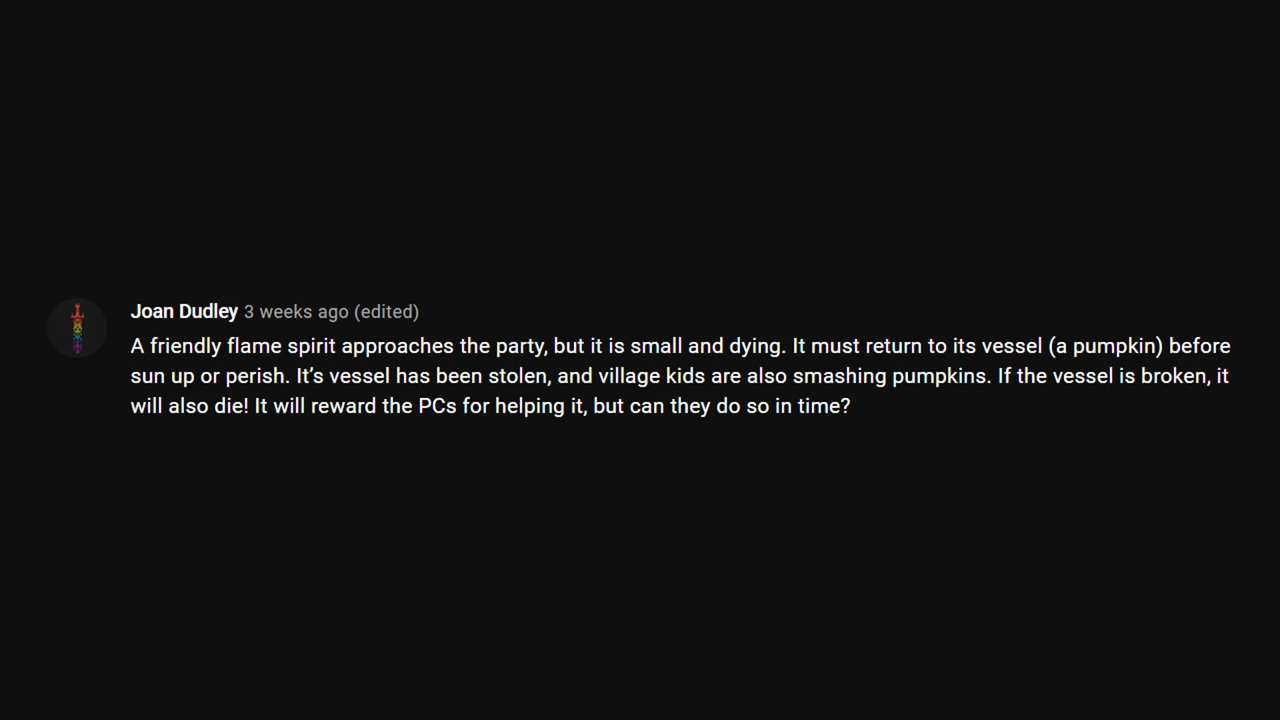 Joan Dudley 3 weeks ago (edited)
A friendly flame spirit approaches the party, but it is small and dying. It must return to its vessel (a pumpkin) before
sun up or perish. It’s vessel has been stolen, and village kids are also smashing pumpkins. If the vessel is broken, it
will also die! It will reward the PCs for helping it, but can they do so in time?